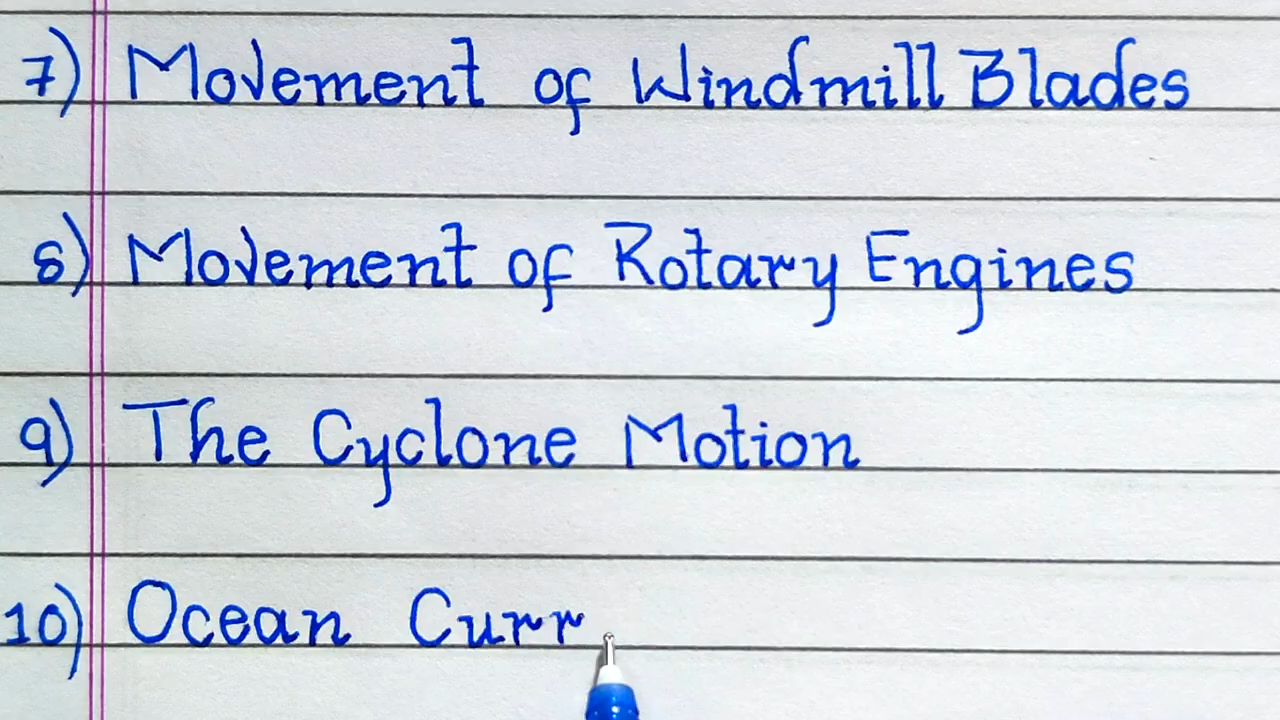 7) Movement of Windmill Blades
8) Movement of Rotary Engines
9) The Cyclone Motion
10) Ocean Curr